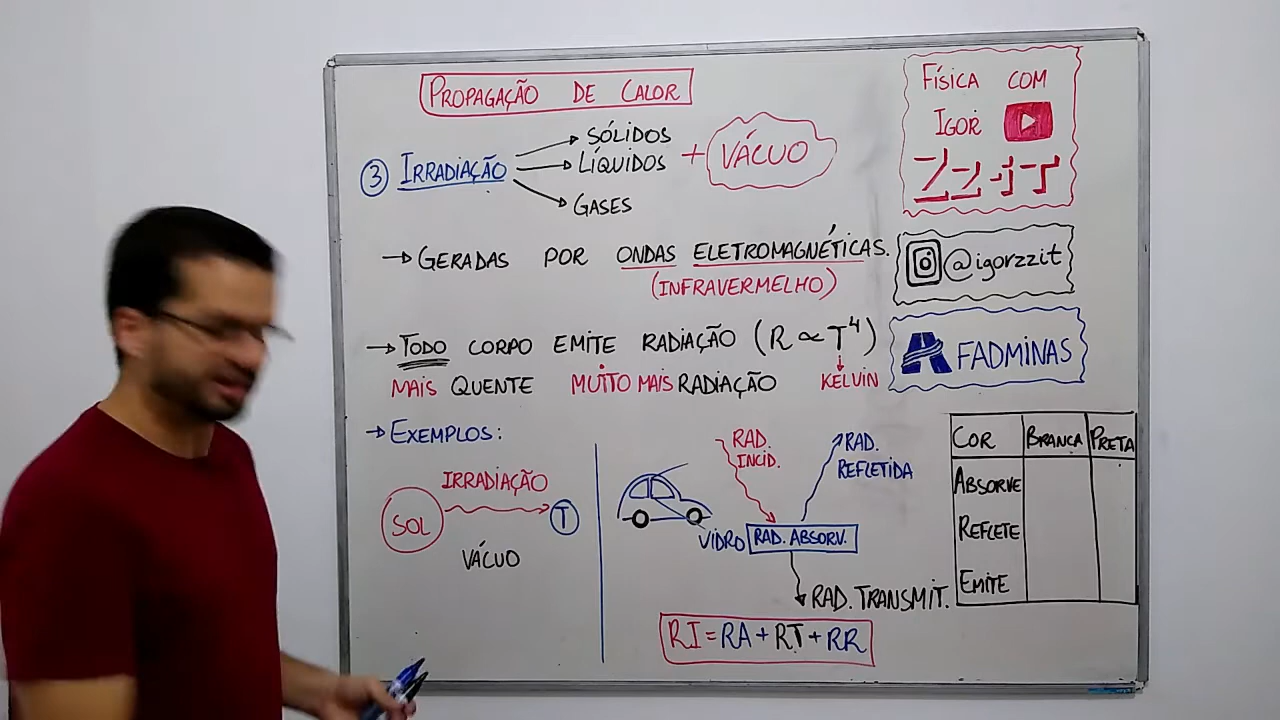 PROPAGAÇÃO DE CALOR
3 IRRADIAÇÃO
SÓLIDOS
LÍQUIDOS
GASES
+ VÁCUO
→ GERADAS POR ONDAS ELETROMAGNÉTICAS.
(INFRAVERMELHO)
→ TODO CORPO EMITE RADIAÇÃO (R ∝ T⁴)
MAIS QUENTE MUITO MAIS RADIAÇÃO KELVIN
→ EXEMPLOS:
IRRADIAÇÃO
SOL T
VÁCUO
RAD. INCID.
RAD. REFLETIDA
VIDRO RAD. ABSORV.
RAD. TRANSMIT.
RI = RA + RT + RR
FÍSICA COM
IGOR
@igorzzit
FADMINAS
COR BRANCA PRETA
ABSORVE
REFLETE
EMITE